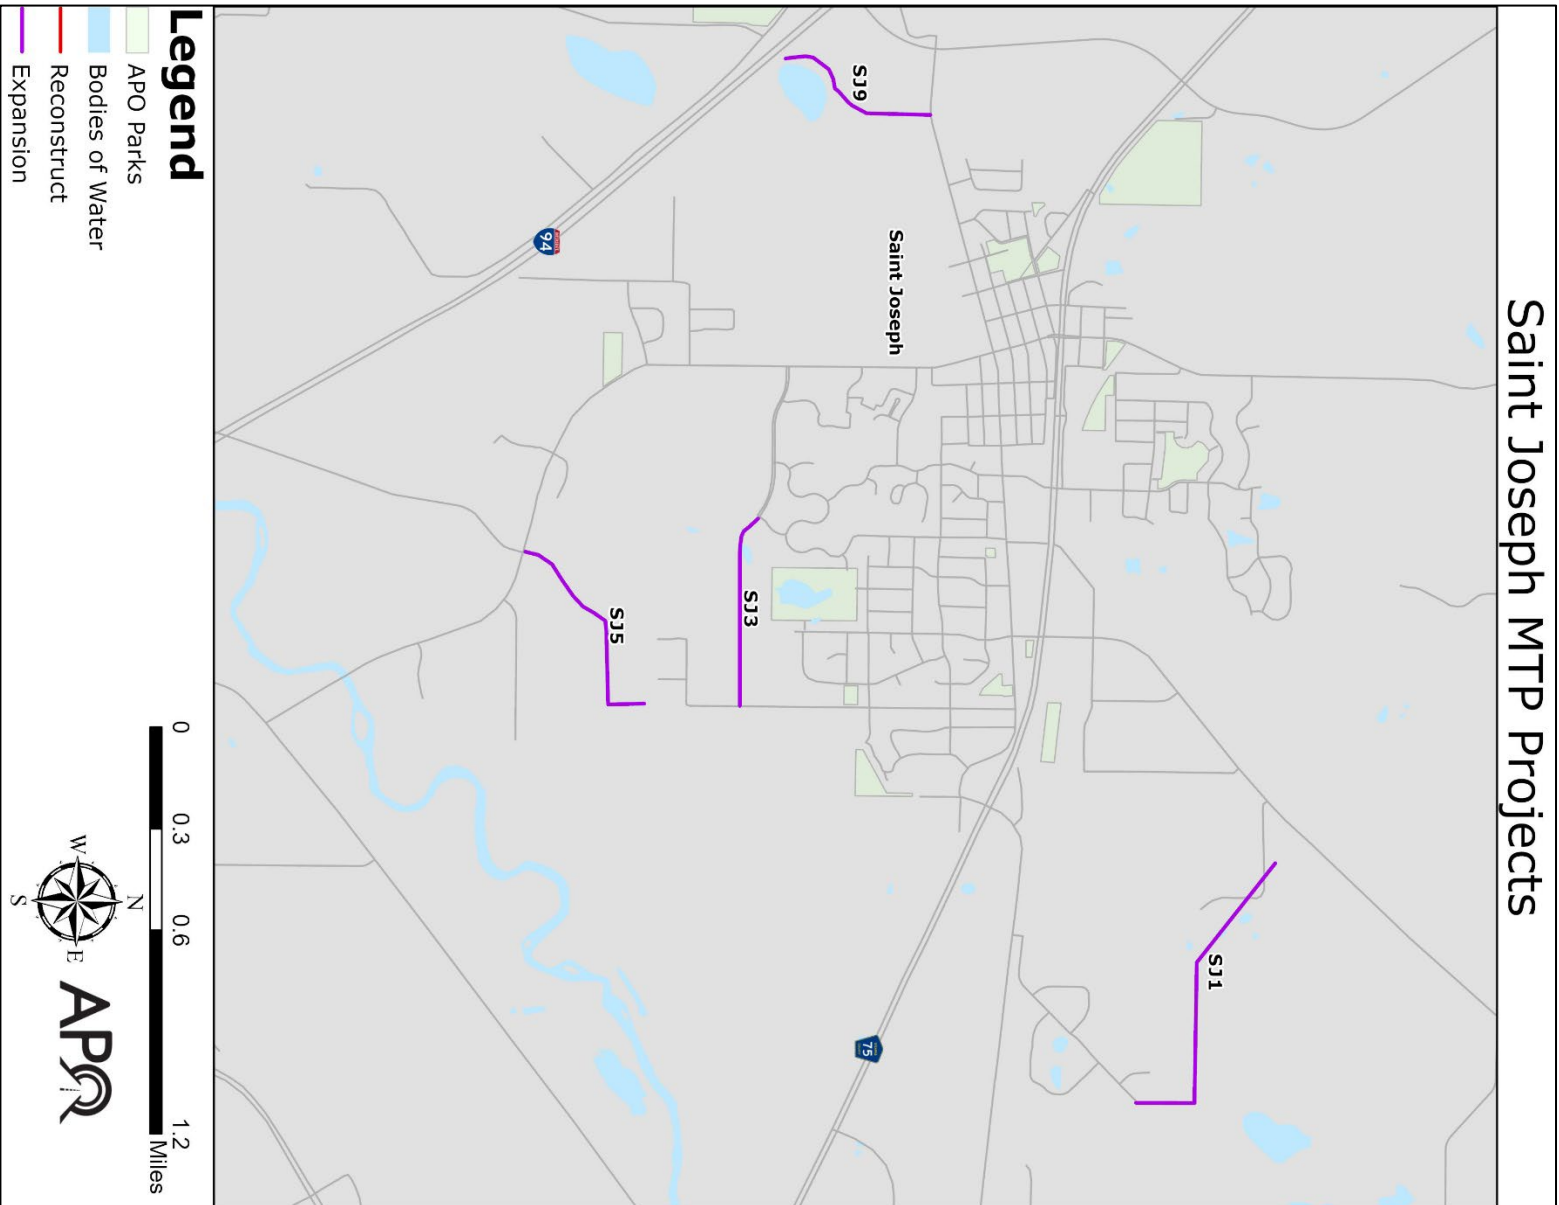 Saint Joseph MTP Projects
SJ1
SJ9
Saint Joseph
SJ3
SJ5
75
94
Legend
APO Parks
Bodies of Water
Reconstruct
Expansion
0 0.3 0.6 1.2
Miles
N
W E
S
APO